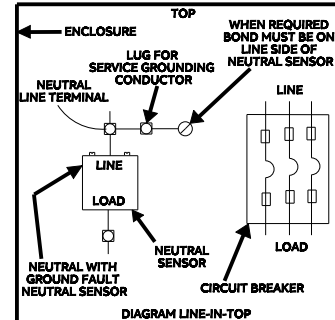 TOP
ENCLOSURE
WHEN REQUIRED
BOND MUST BE ON
LINE SIDE OF
NEUTRAL SENSOR
LUG FOR
SERVICE GROUNDING
CONDUCTOR
NEUTRAL
LINE TERMINAL
LINE
LINE
LOAD
LOAD
NEUTRAL WITH
GROUND FAULT
NEUTRAL SENSOR
NEUTRAL
SENSOR
CIRCUIT BREAKER
DIAGRAM LINE-IN-TOP